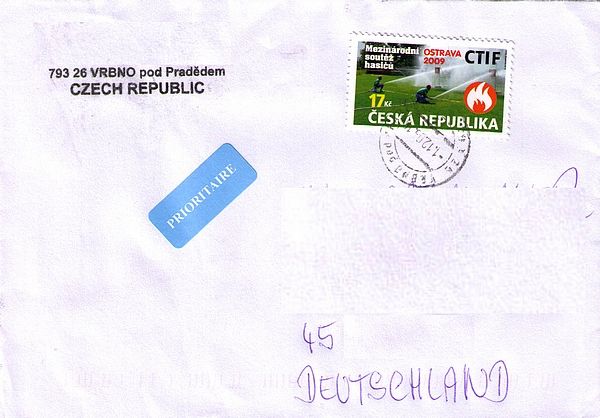 793 26 VRBNO pod Pradědem
CZECH REPUBLIC
Mezinárodní
soutěž
hasičů
OSTRAVA
2009
CTIF
17Kč
ČESKÁ REPUBLIKA
PRIORITAIRE
45
DEUTSCHLAND